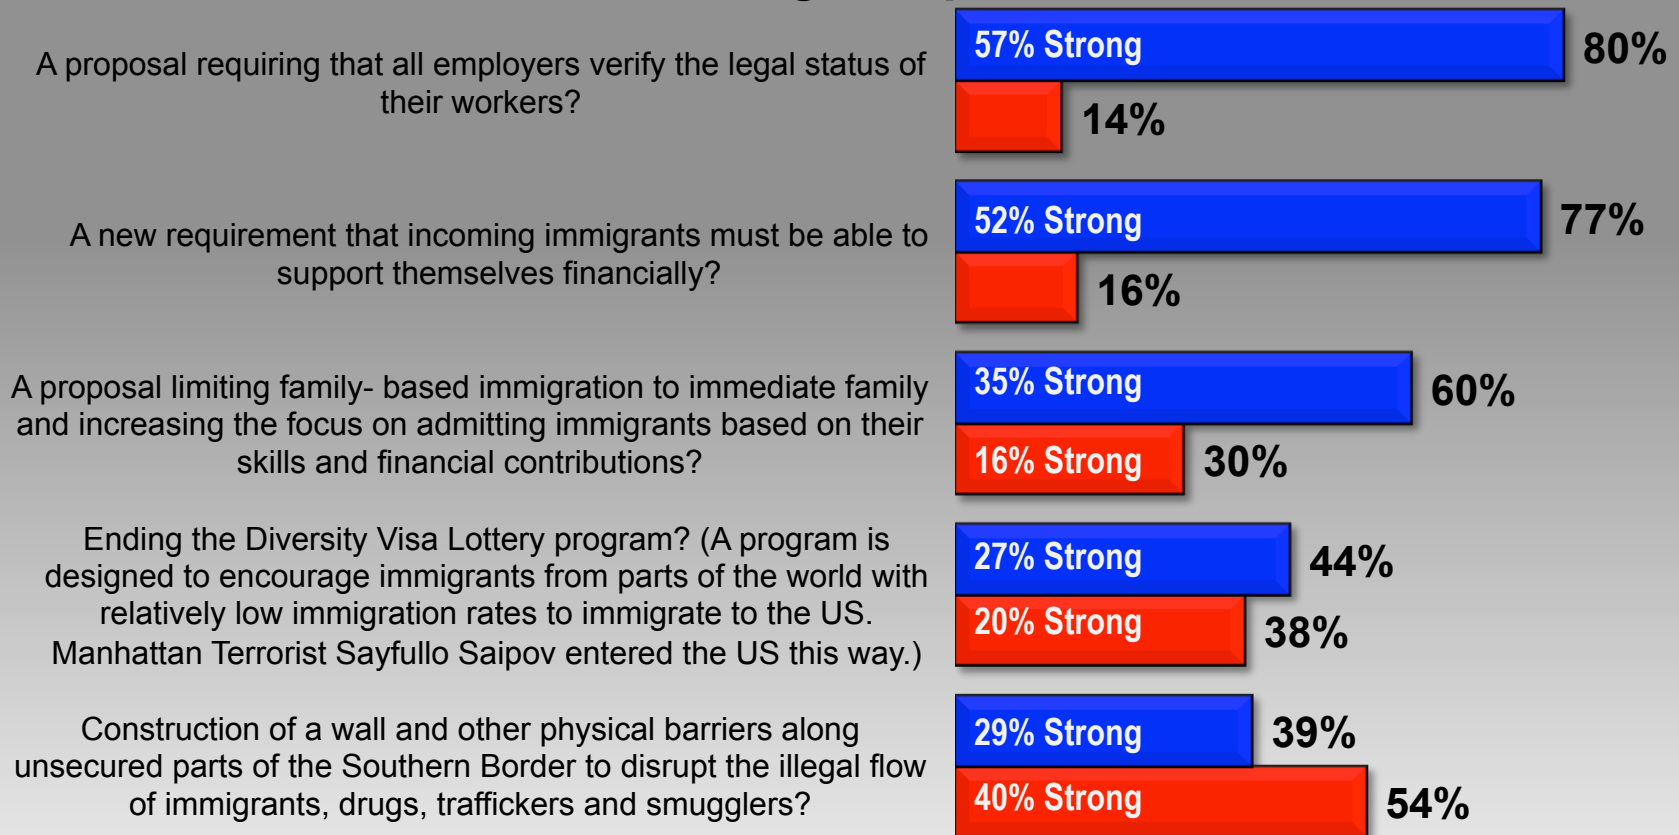 A proposal requiring that all employers verify the legal status of
their workers?
57% Strong
80%
14%
A new requirement that incoming immigrants must be able to
support themselves financially?
52% Strong
77%
16%
A proposal limiting family- based immigration to immediate family
and increasing the focus on admitting immigrants based on their
skills and financial contributions?
35% Strong
60%
16% Strong
30%
Ending the Diversity Visa Lottery program? (A program is
designed to encourage immigrants from parts of the world with
relatively low immigration rates to immigrate to the US.
Manhattan Terrorist Sayfullo Saipov entered the US this way.)
27% Strong
44%
20% Strong
38%
Construction of a wall and other physical barriers along
unsecured parts of the Southern Border to disrupt the illegal flow
of immigrants, drugs, traffickers and smugglers?
29% Strong
39%
40% Strong
54%